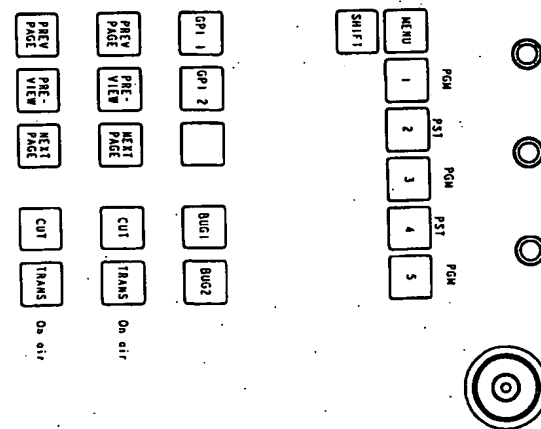 PGM PST PGM PST PGM
MENU 1 2 3 4 5
SHIFT
GPI 1 GPI 2 BUG1 BUG2
PREV PRE- NEXT CUT TRANS On air
PAGE VIEW PAGE
PREV PRE- NEXT CUT TRANS On air
PAGE VIEW PAGE